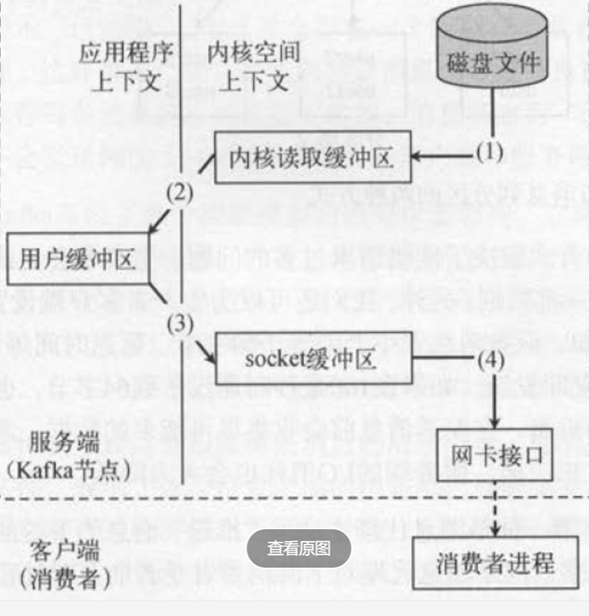 应用程序
上下文
内核空间
上下文
磁盘文件
内核读取缓冲区
(1)
(2)
用户缓冲区
(3)
socket缓冲区
(4)
服务端
(Kafka节点)
网卡接口
客户端
(消费者)
查看原图
消费者进程